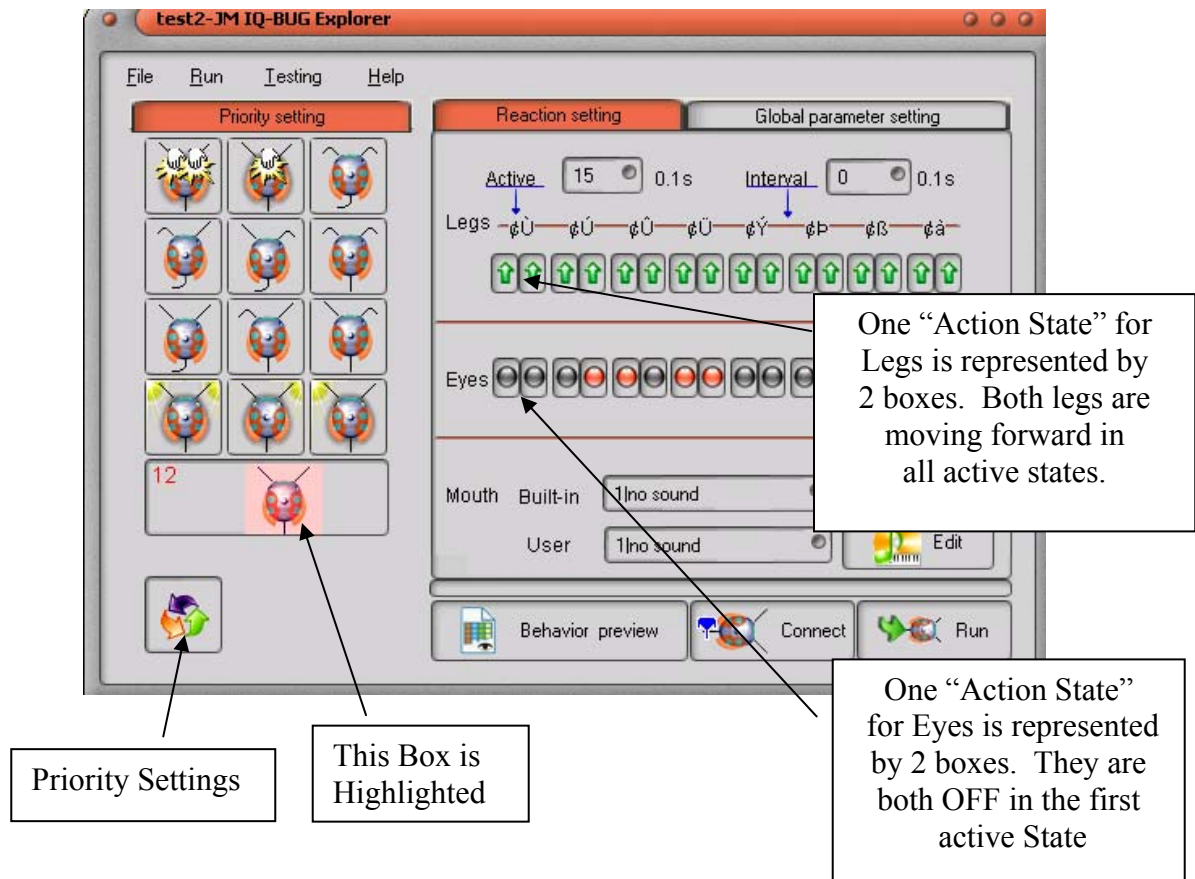 test2-JM IQ-BUG Explorer
File Run Testing Help
Priority setting
Reaction setting Global parameter setting
Active 15 0.1s Interval 0 0.1s
Legs ¢Ù ¢Ú ¢Û ¢Ü ¢Ý ¢Þ ¢ß ¢à
One “Action State” for
Legs is represented by
2 boxes. Both legs are
moving forward in
all active states.
Eyes
12
Mouth Built-in 1|no sound
User 1|no sound Edit
Behavior preview Connect Run
One “Action State”
for Eyes is represented
by 2 boxes. They are
both OFF in the first
active State
Priority Settings
This Box is
Highlighted